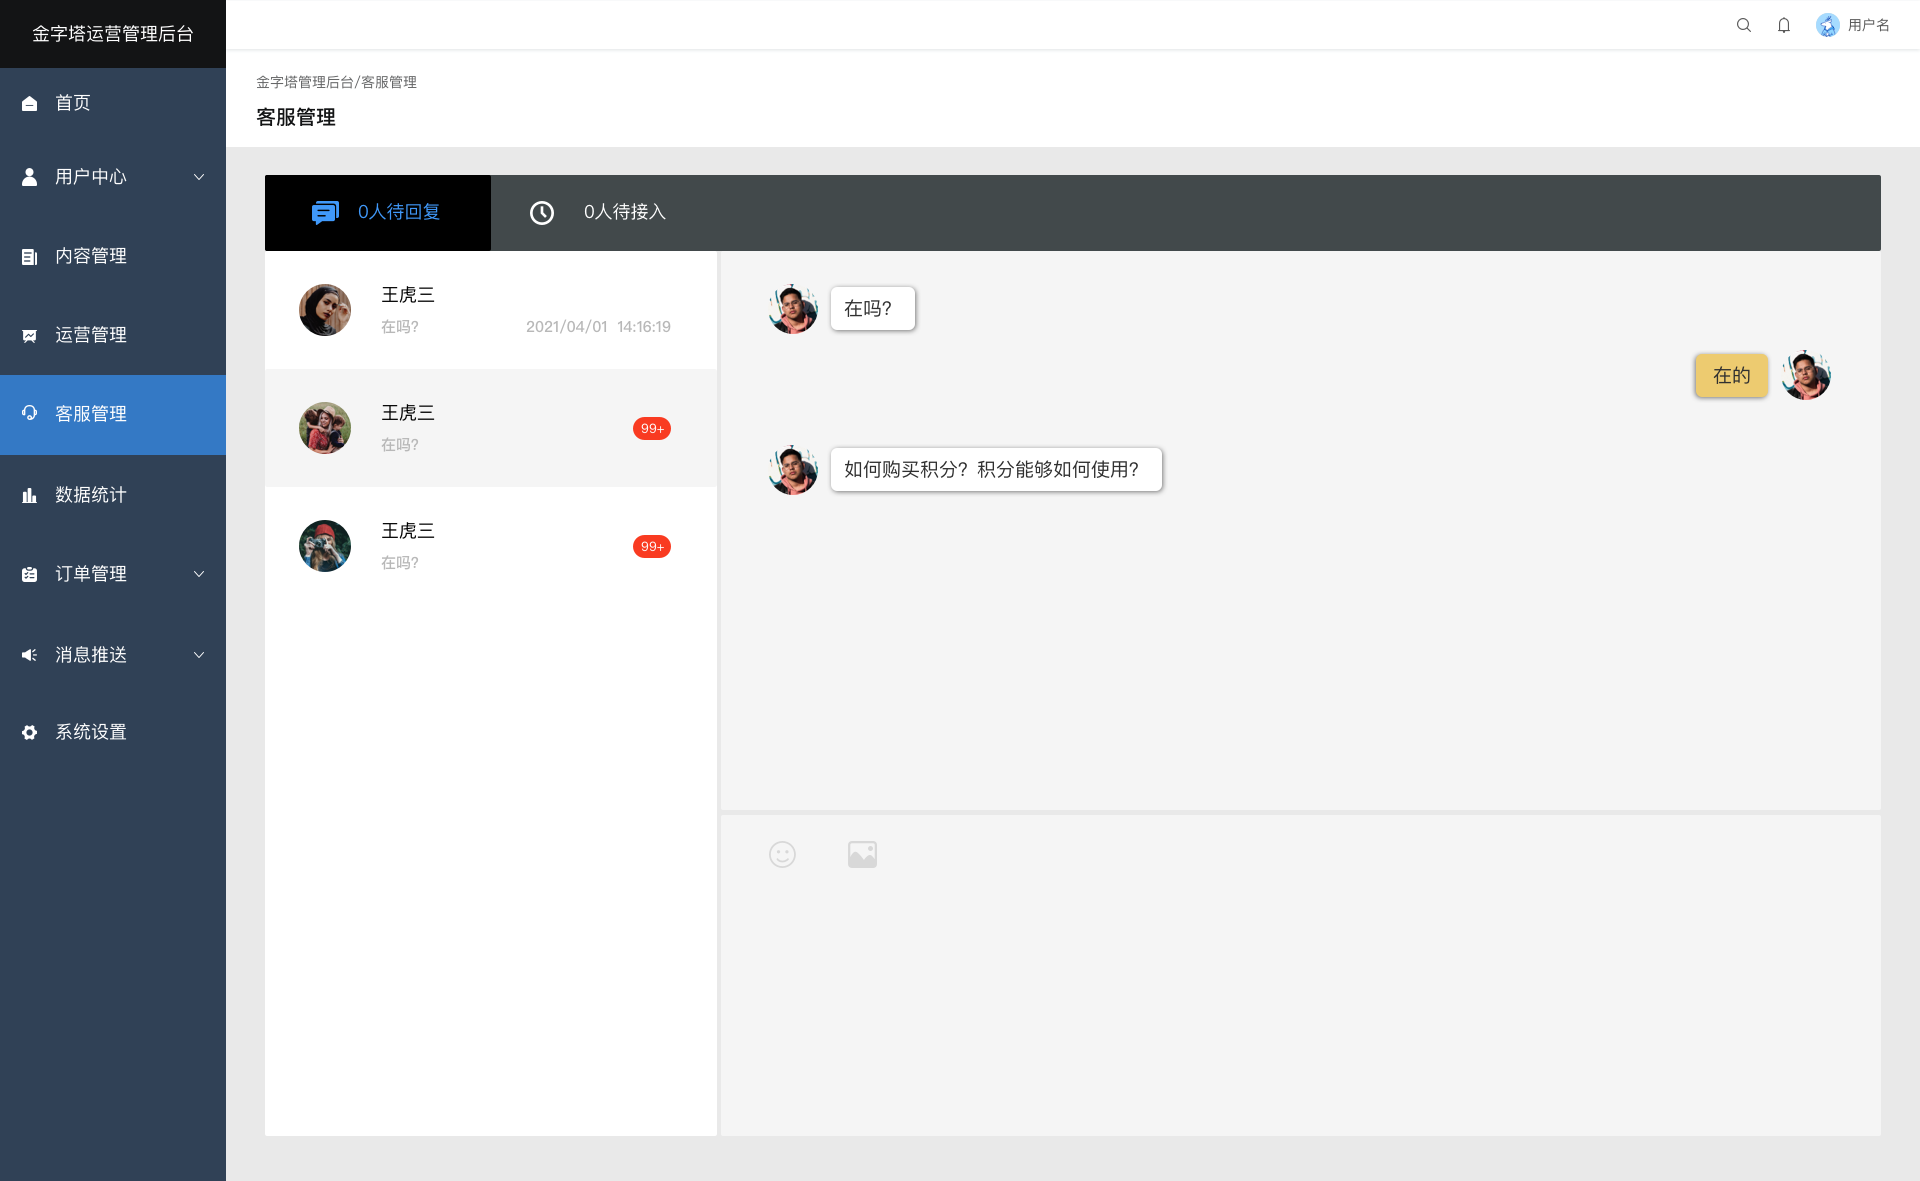 金字塔运营管理后台
用户名
首页
用户中心
内容管理
运营管理
客服管理
数据统计
订单管理
消息推送
系统设置
金字塔管理后台/客服管理
客服管理
0人待回复
0人待接入
王虎三
在吗?
2021/04/01 14:16:19
王虎三
在吗?
99+
王虎三
在吗?
99+
在吗?
在的
如何购买积分? 积分能够如何使用?